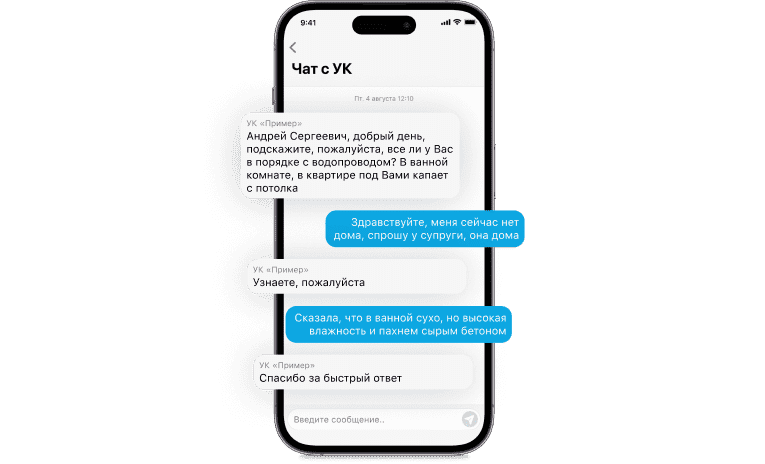 9:41
Чат с УК
Пт, 4 августа 12:10
УК «Пример»
Андрей Сергеевич, добрый день,
подскажите, пожалуйста, все ли у Вас
в порядке с водопроводом? В ванной
комнате, в квартире под Вами капает
с потолка
Здравствуйте, меня сейчас нет
дома, спрошу у супруги, она дома
УК «Пример»
Узнаете, пожалуйста
Сказала, что в ванной сухо, но высокая
влажность и пахнем сырым бетоном
УК «Пример»
Спасибо за быстрый ответ
Введите сообщение..